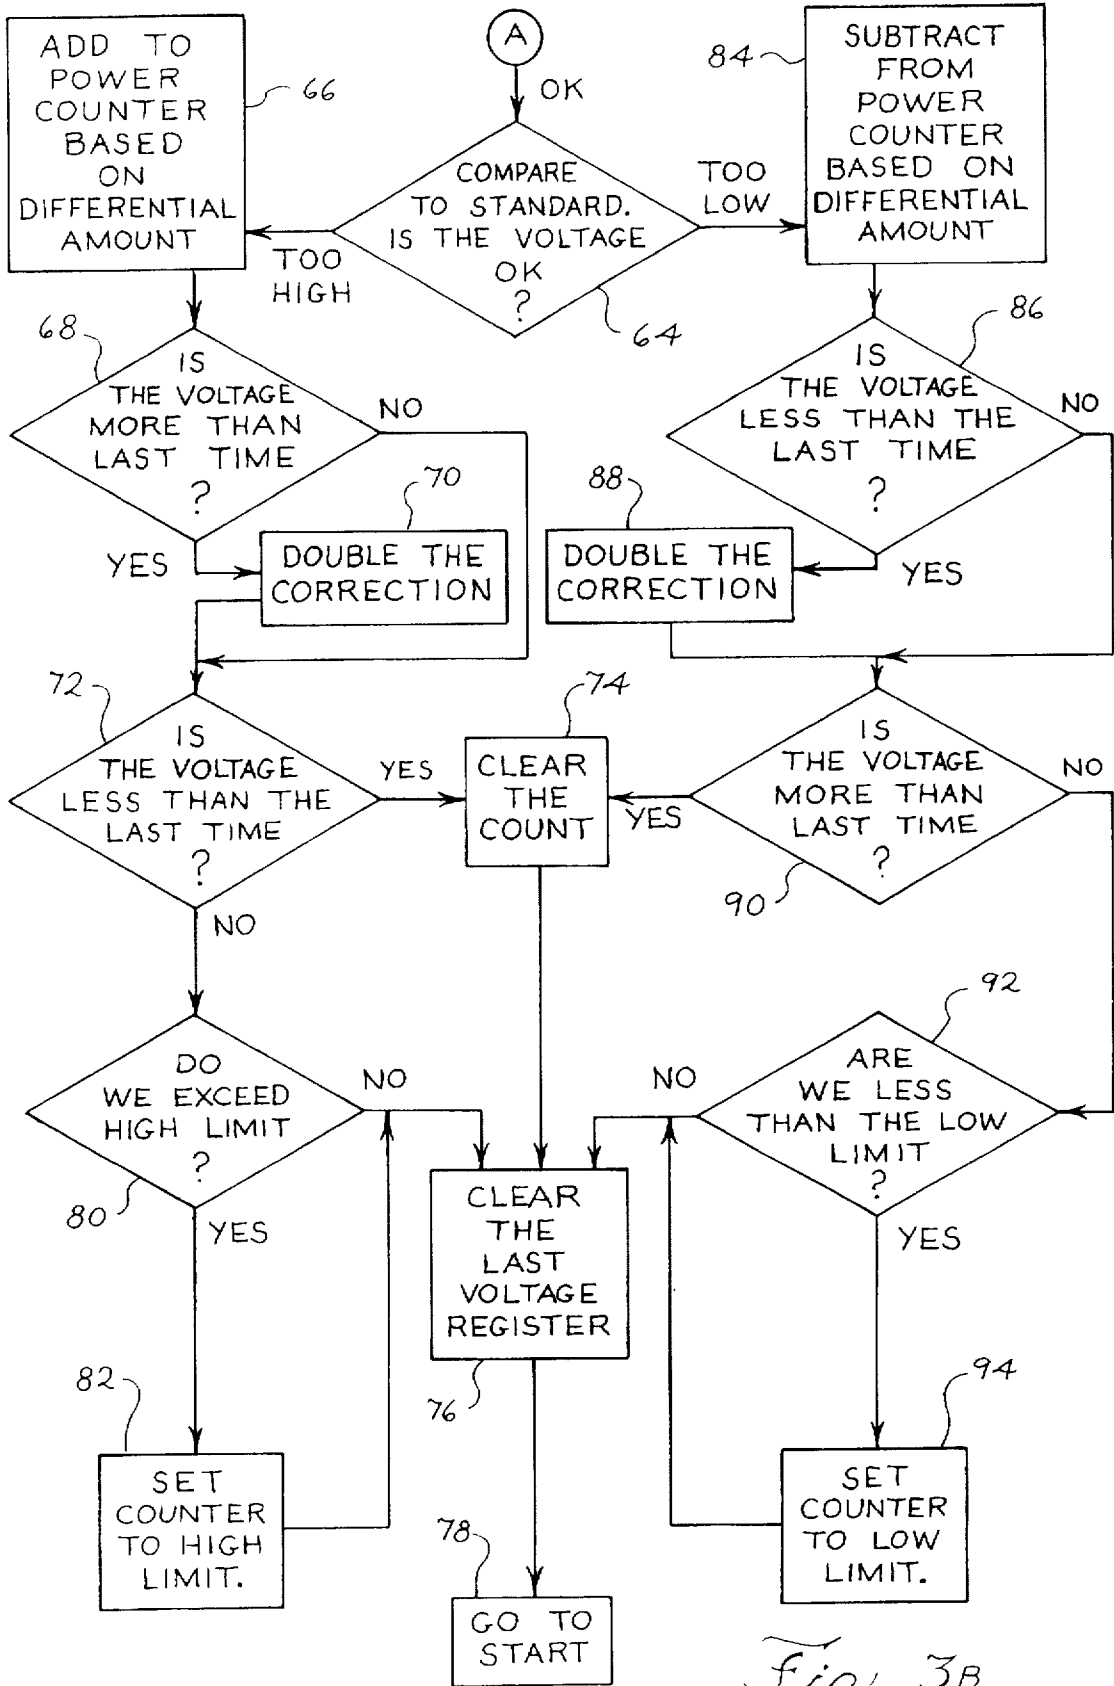 A
OK
ADD TO
POWER
COUNTER
BASED
ON
DIFFERENTIAL
AMOUNT
66
COMPARE
TO STANDARD.
IS THE VOLTAGE
OK
?
64
TOO
HIGH
TOO
LOW
84
SUBTRACT
FROM
POWER
COUNTER
BASED ON
DIFFERENTIAL
AMOUNT
68
IS
THE VOLTAGE
MORE THAN
LAST TIME
?
NO
YES
70
DOUBLE THE
CORRECTION
86
IS
THE VOLTAGE
LESS THAN THE
LAST TIME
?
NO
YES
88
DOUBLE THE
CORRECTION
72
IS
THE VOLTAGE
LESS THAN THE
LAST TIME
?
YES
NO
74
CLEAR
THE
COUNT
IS
THE VOLTAGE
MORE THAN
LAST TIME
?
YES
NO
90
DO
WE EXCEED
HIGH LIMIT
?
80
NO
YES
92
ARE
WE LESS
THAN THE LOW
LIMIT
?
NO
YES
CLEAR
THE
LAST
VOLTAGE
REGISTER
76
82
SET
COUNTER
TO HIGH
LIMIT.
94
SET
COUNTER
TO LOW
LIMIT.
78
GO TO
START
Fig. 3B